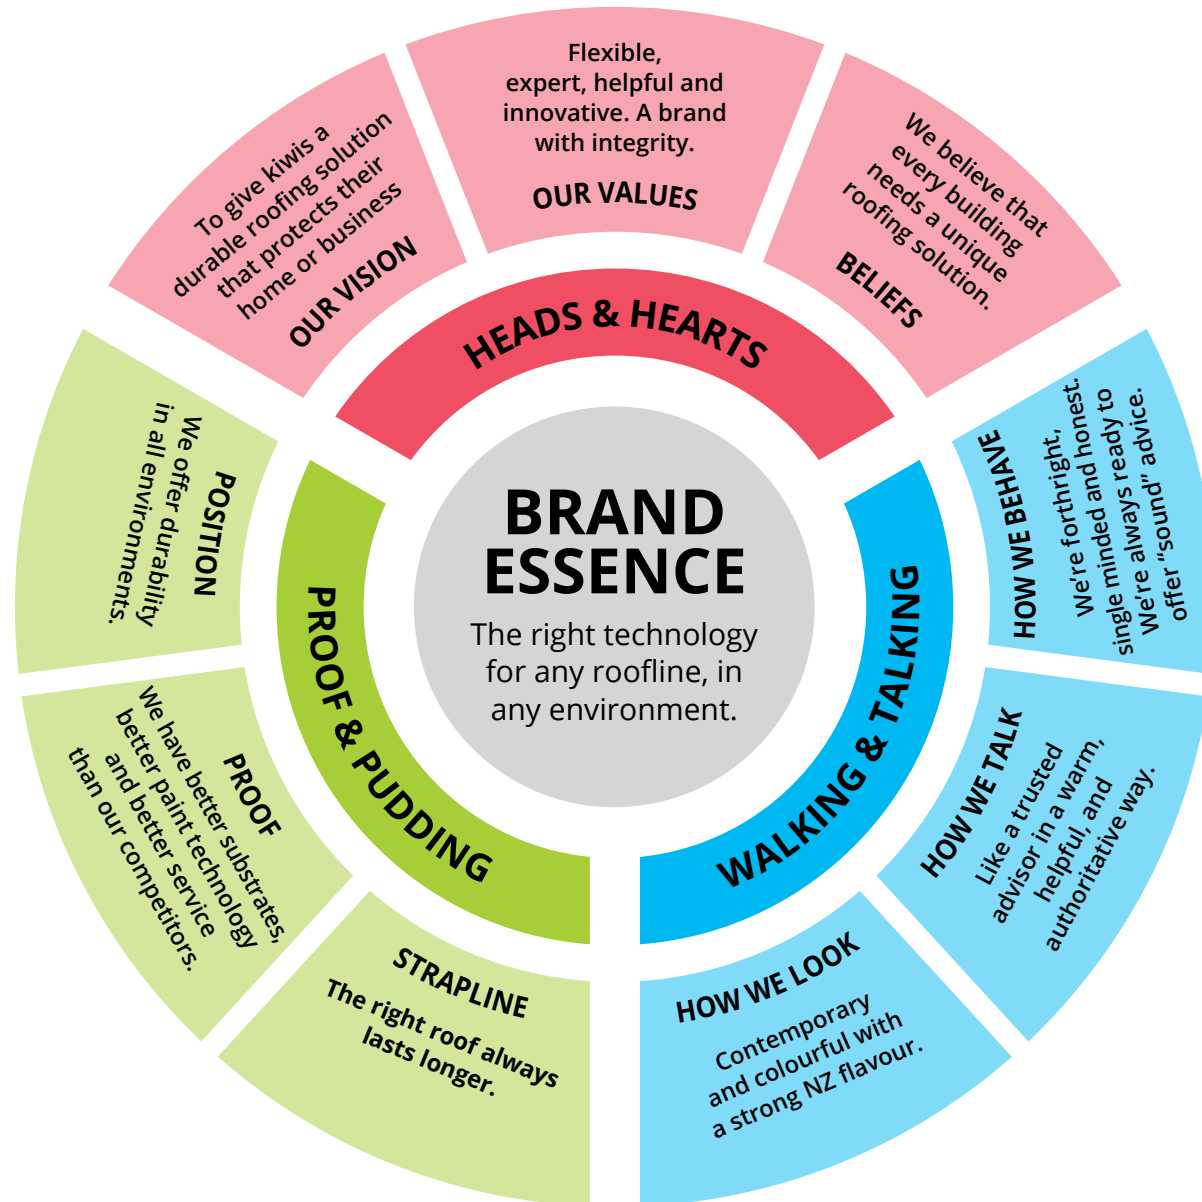 BRAND
ESSENCE
The right technology
for any roofline, in
any environment.
HEADS & HEARTS
To give kiwis a
durable roofing solution
that protects their
home or business
OUR VISION
Flexible,
expert, helpful and
innovative. A brand
with integrity.
OUR VALUES
We believe that
every building
needs a unique
roofing solution.
BELIEFS
WALKING & TALKING
HOW WE BEHAVE
We're forthright,
single minded and honest.
We're always ready to
offer "sound" advice.
HOW WE TALK
Like a trusted
advisor in a warm,
helpful, and
authoritative way.
HOW WE LOOK
Contemporary
and colourful with
a strong NZ flavour.
PROOF & PUDDING
STRAPLINE
The right roof always
lasts longer.
PROOF
We have better substrates,
better paint technology
and better service
than our competitors.
POSITION
We offer durability
in all environments.